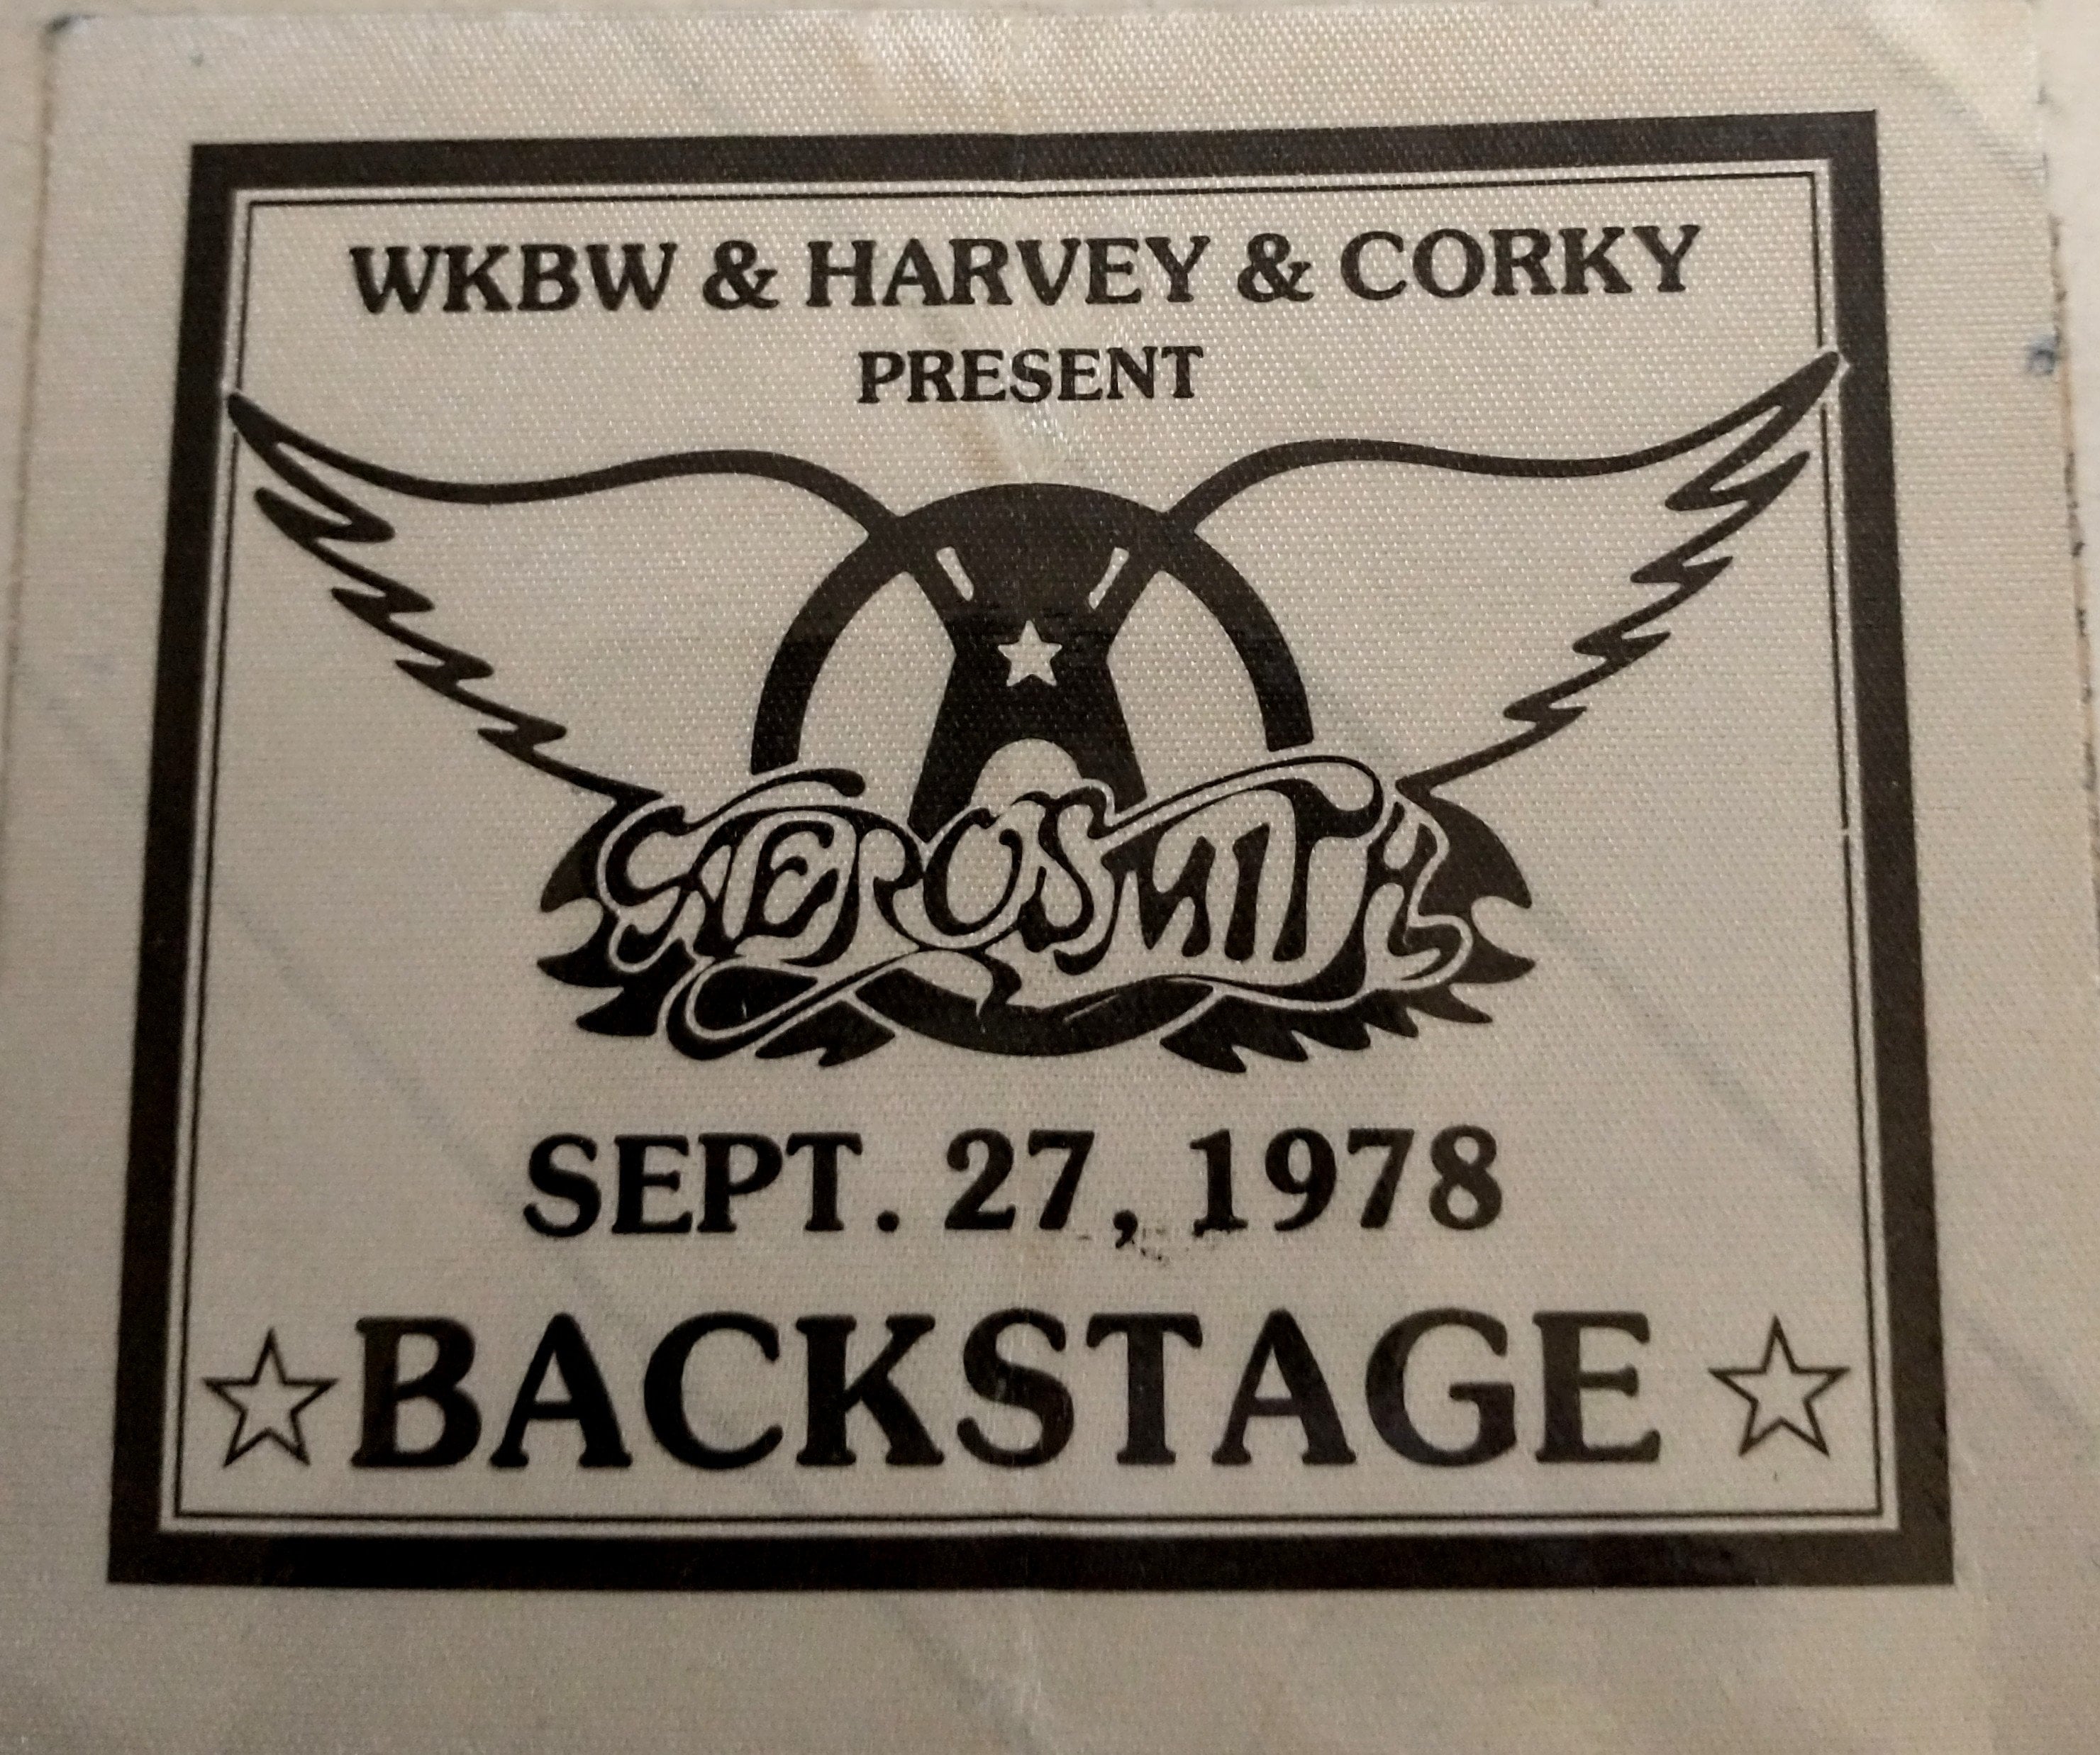 WKBW & HARVEY & CORKY
PRESENT
AEROSMITH
SEPT. 27, 1978
BACKSTAGE